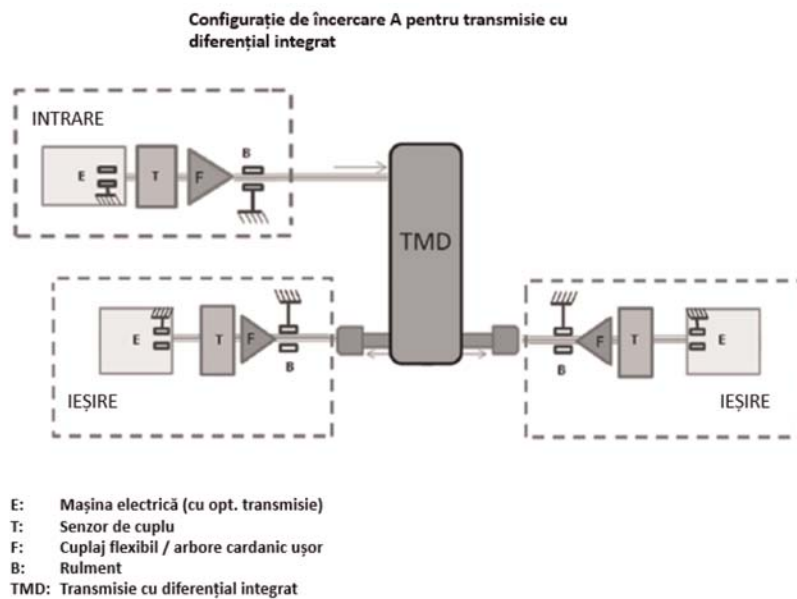 Configurație de încercare A pentru transmisie cu
diferențial integrat
INTRARE
E
T
F
B
TMD
E
T
F
B
IEȘIRE
B
F
T
E
IEȘIRE
E: Mașina electrică (cu opt. transmisie)
T: Senzor de cuplu
F: Cuplaj flexibil / arbore cardanic ușor
B: Rulment
TMD: Transmisie cu diferențial integrat